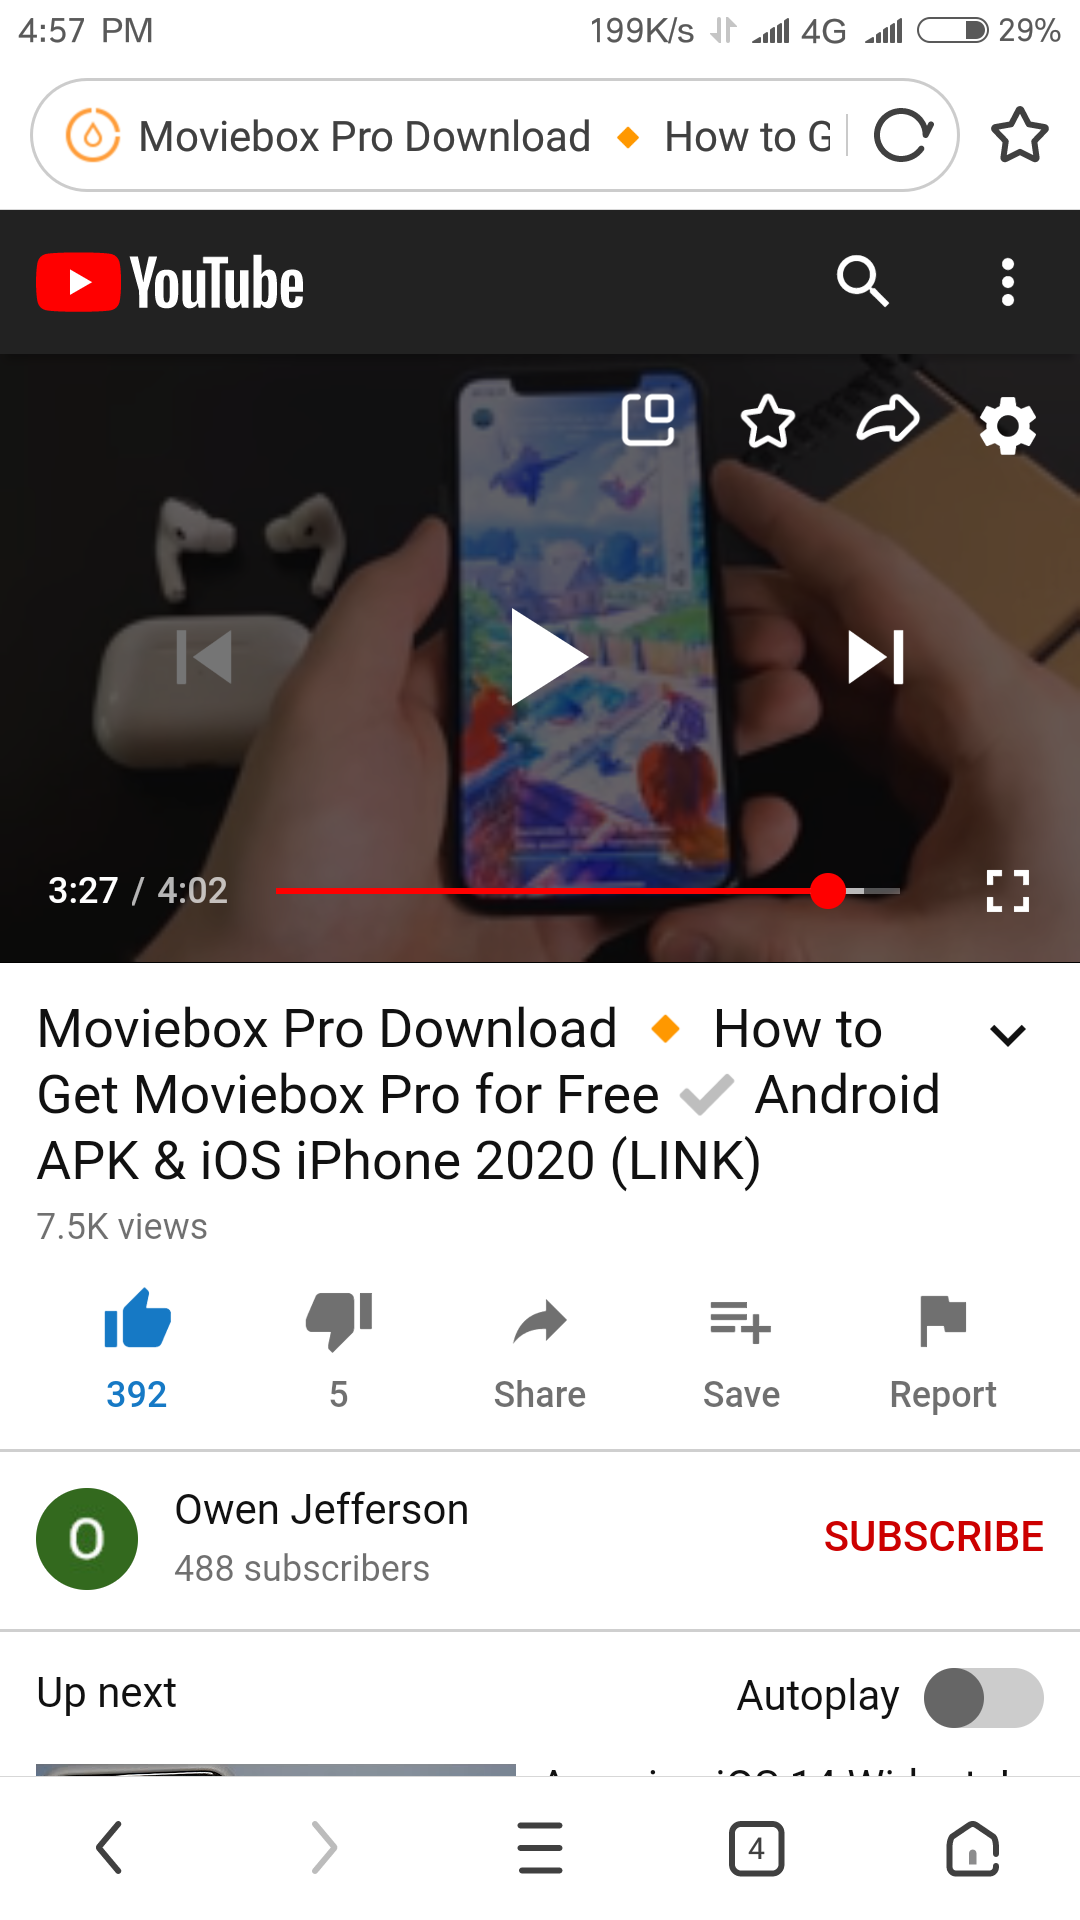 4:57 PM 199K/s 4G 29%
Moviebox Pro Download 🔸 How to G
YouTube
3:27 / 4:02
Moviebox Pro Download 🔸 How to
Get Moviebox Pro for Free ✔ Android
APK & iOS iPhone 2020 (LINK)
7.5K views
392 5 Share Save Report
O
Owen Jefferson
488 subscribers
SUBSCRIBE
Up next Autoplay
iOS 14
4